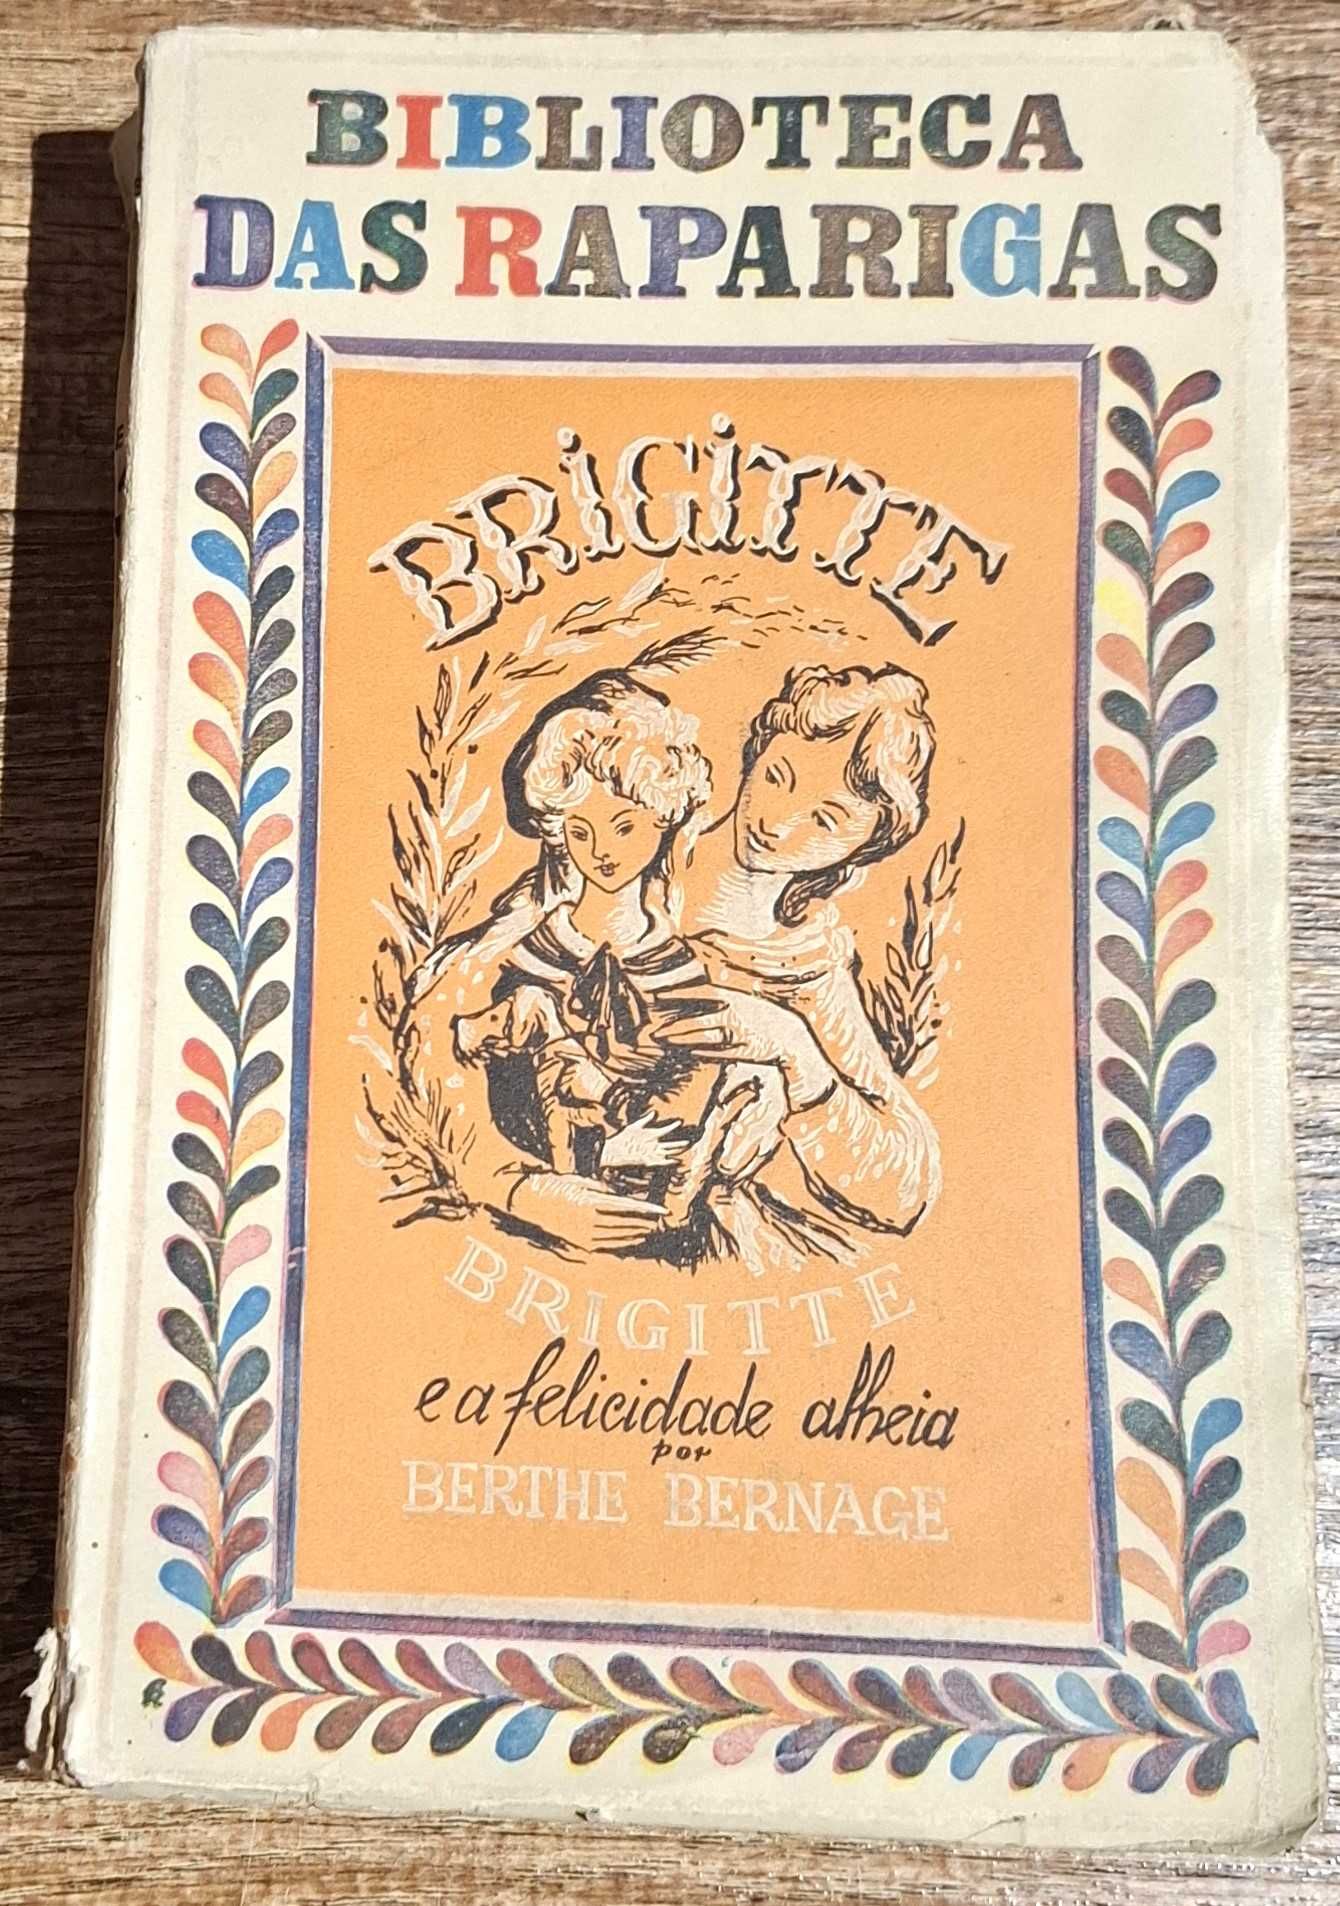 BIBLIOTECA
DAS RAPARIGAS
BRiGiTTE
BRIGITTE
e a felicidade alheia
por
BERTHE BERNAGE